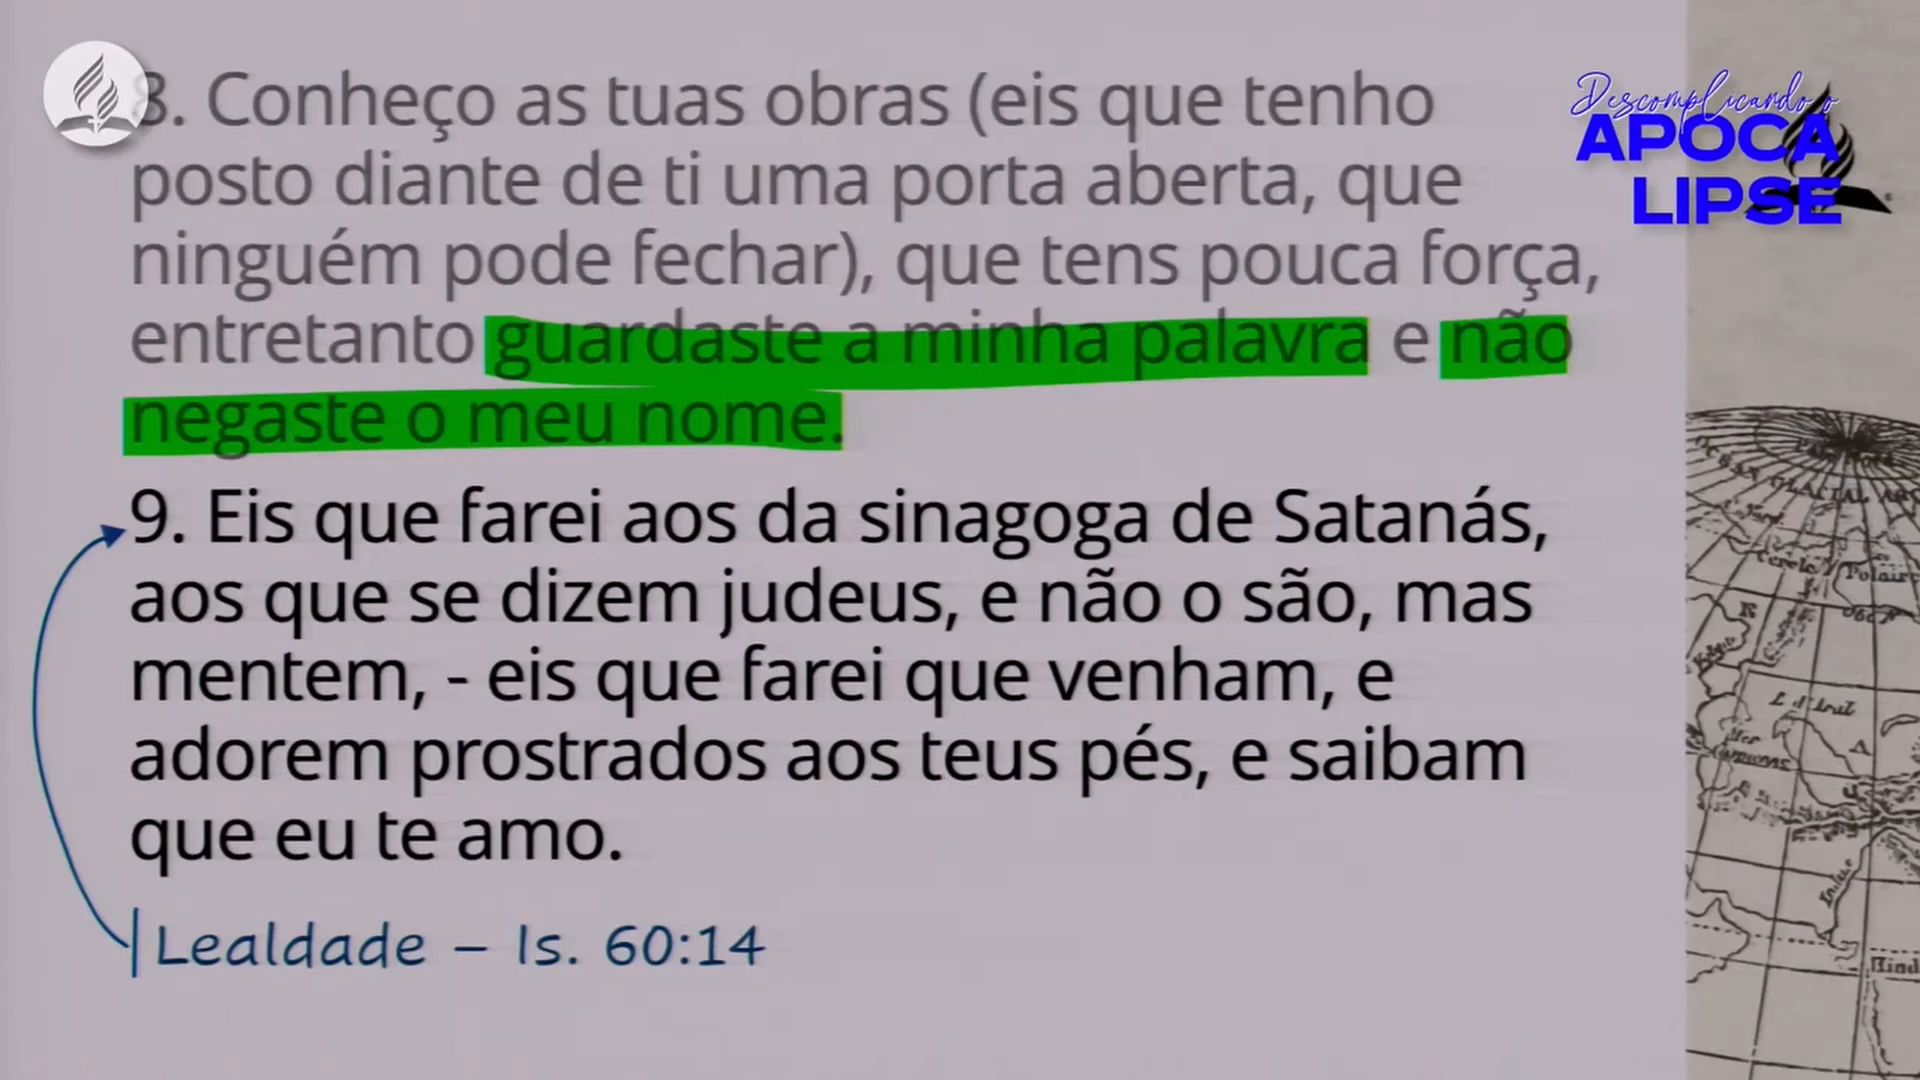 8. Conheço as tuas obras (eis que tenho
posto diante de ti uma porta aberta, que
ninguém pode fechar), que tens pouca força,
entretanto guardaste a minha palavra e não
negaste o meu nome.
9. Eis que farei aos da sinagoga de Satanás,
aos que se dizem judeus, e não o são, mas
mentem, - eis que farei que venham, e
adorem prostrados aos teus pés, e saibam
que eu te amo.
Lealdade – Is. 60:14
Descomplicando o
APOCA
LIPSE